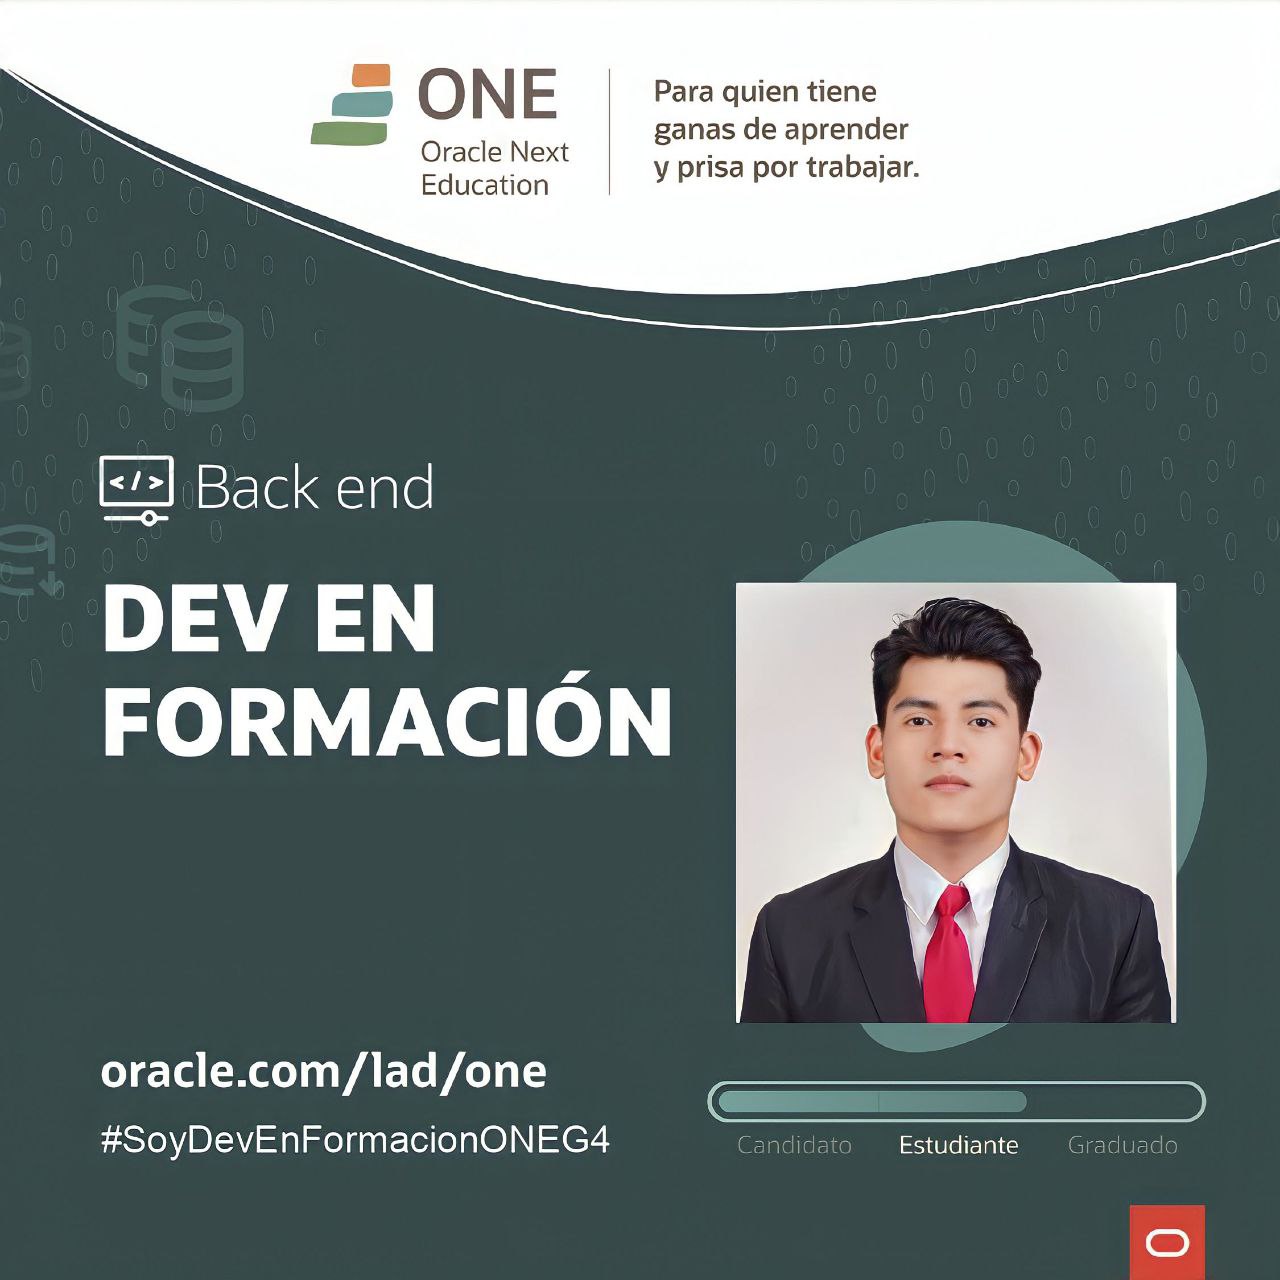 ONE
Oracle Next
Education
Para quien tiene
ganas de aprender
y prisa por trabajar.
</> Back end
DEV EN
FORMACIÓN
oracle.com/lad/one
#SoyDevEnFormacionONEG4
Candidato Estudiante Graduado